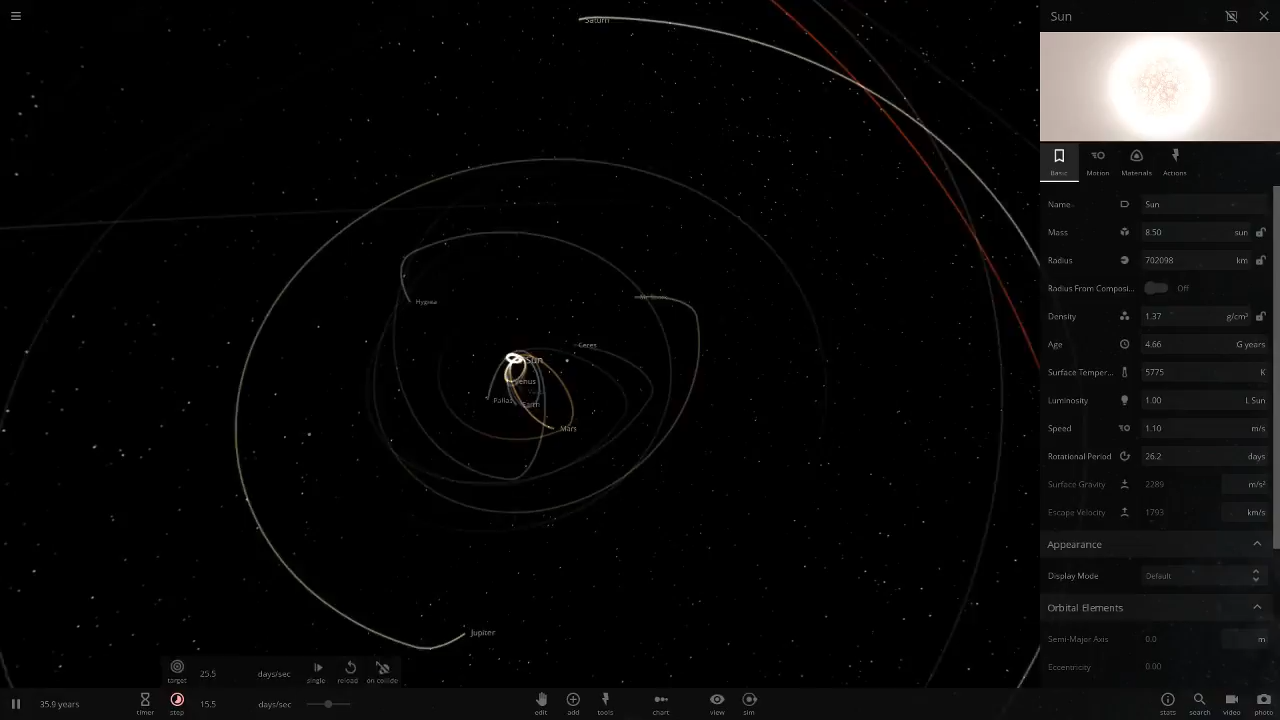 Saturn
Hygiea
Ceres
Sun
Venus
Pallas
Earth
Mars
Jupiter
target
25.5 days/sec
single
reload
on collide
35.9 years
timer
step
15.5 days/sec
edit
add
tools
chart
view
sim
stats
search
video
photo
Sun
Basic
Motion
Materials
Actions
Name
Sun
Mass
8.50 sun
Radius
702098 km
Radius From Composi...
Off
Density
1.37 g/cm³
Age
4.66 G years
Surface Temper...
5775 K
Luminosity
1.00 L Sun
Speed
1.10 m/s
Rotational Period
26.2 days
Surface Gravity
2289 m/s²
Escape Velocity
1793 km/s
Appearance
Display Mode
Default
Orbital Elements
Semi-Major Axis
0.0 m
Eccentricity
0.00